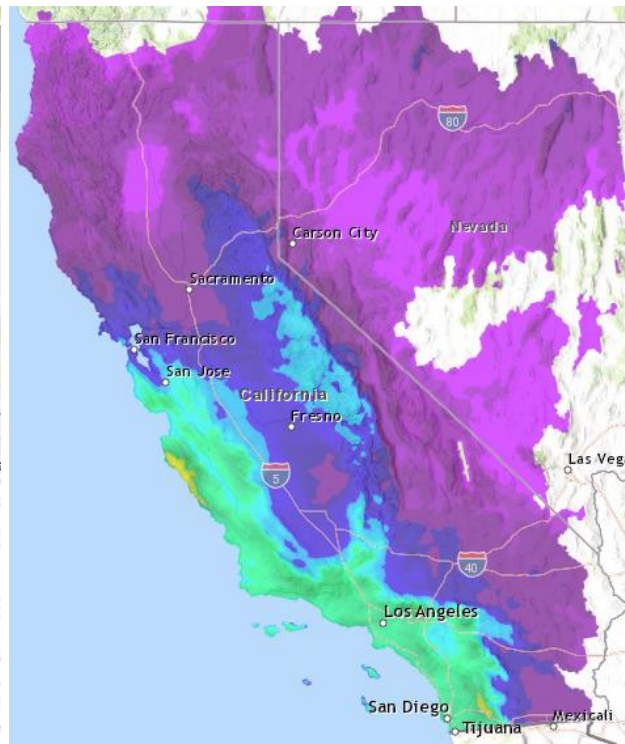 80
Nevada
Carson City
Sacramento
San Francisco
San Jose
California
Fresno
5
Las Vega
40
Los Angeles
San Diego
Tijuana
Mexicali